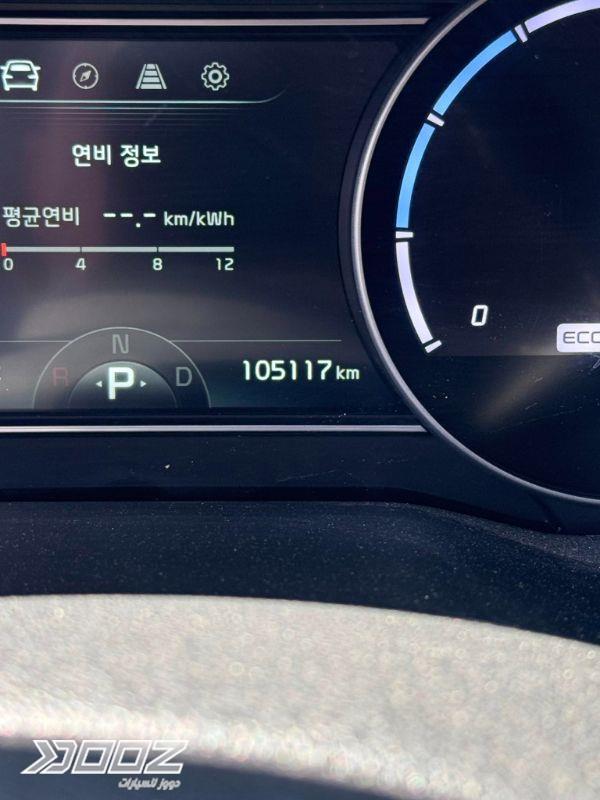 연비 정보
평균연비 --.- km/kWh
0 4 8 12
N
R P D
105117 km
0
ECO
DOOZ
دووز للسيارات